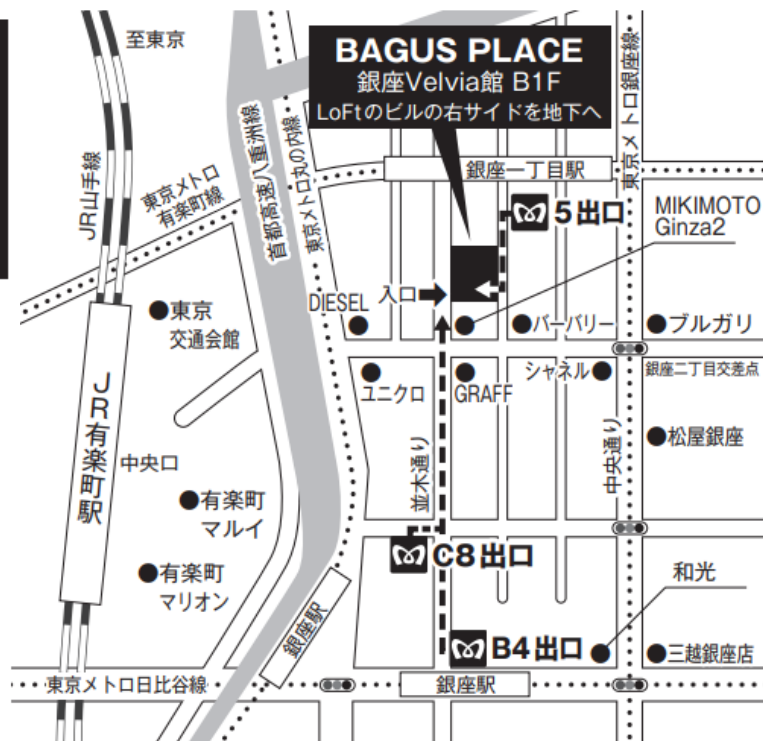 至東京
BAGUS PLACE
銀座Velvia館 B1F
LoFtのビルの右サイドを地下へ
東京メトロ銀座線
首都高速八重洲線
東京メトロ丸の内線
JR山手線
東京メトロ
有楽町線
銀座一丁目駅
5出口
MIKIMOTO
Ginza2
入口
DIESEL
東京
交通会館
バーバリー
ブルガリ
ユニクロ
GRAFF
シャネル
銀座二丁目交差点
JR有楽町駅
中央口
並木通り
中央通り
松屋銀座
有楽町
マルイ
C8出口
有楽町
マリオン
和光
銀座駅
B4出口
三越銀座店
東京メトロ日比谷線
銀座駅